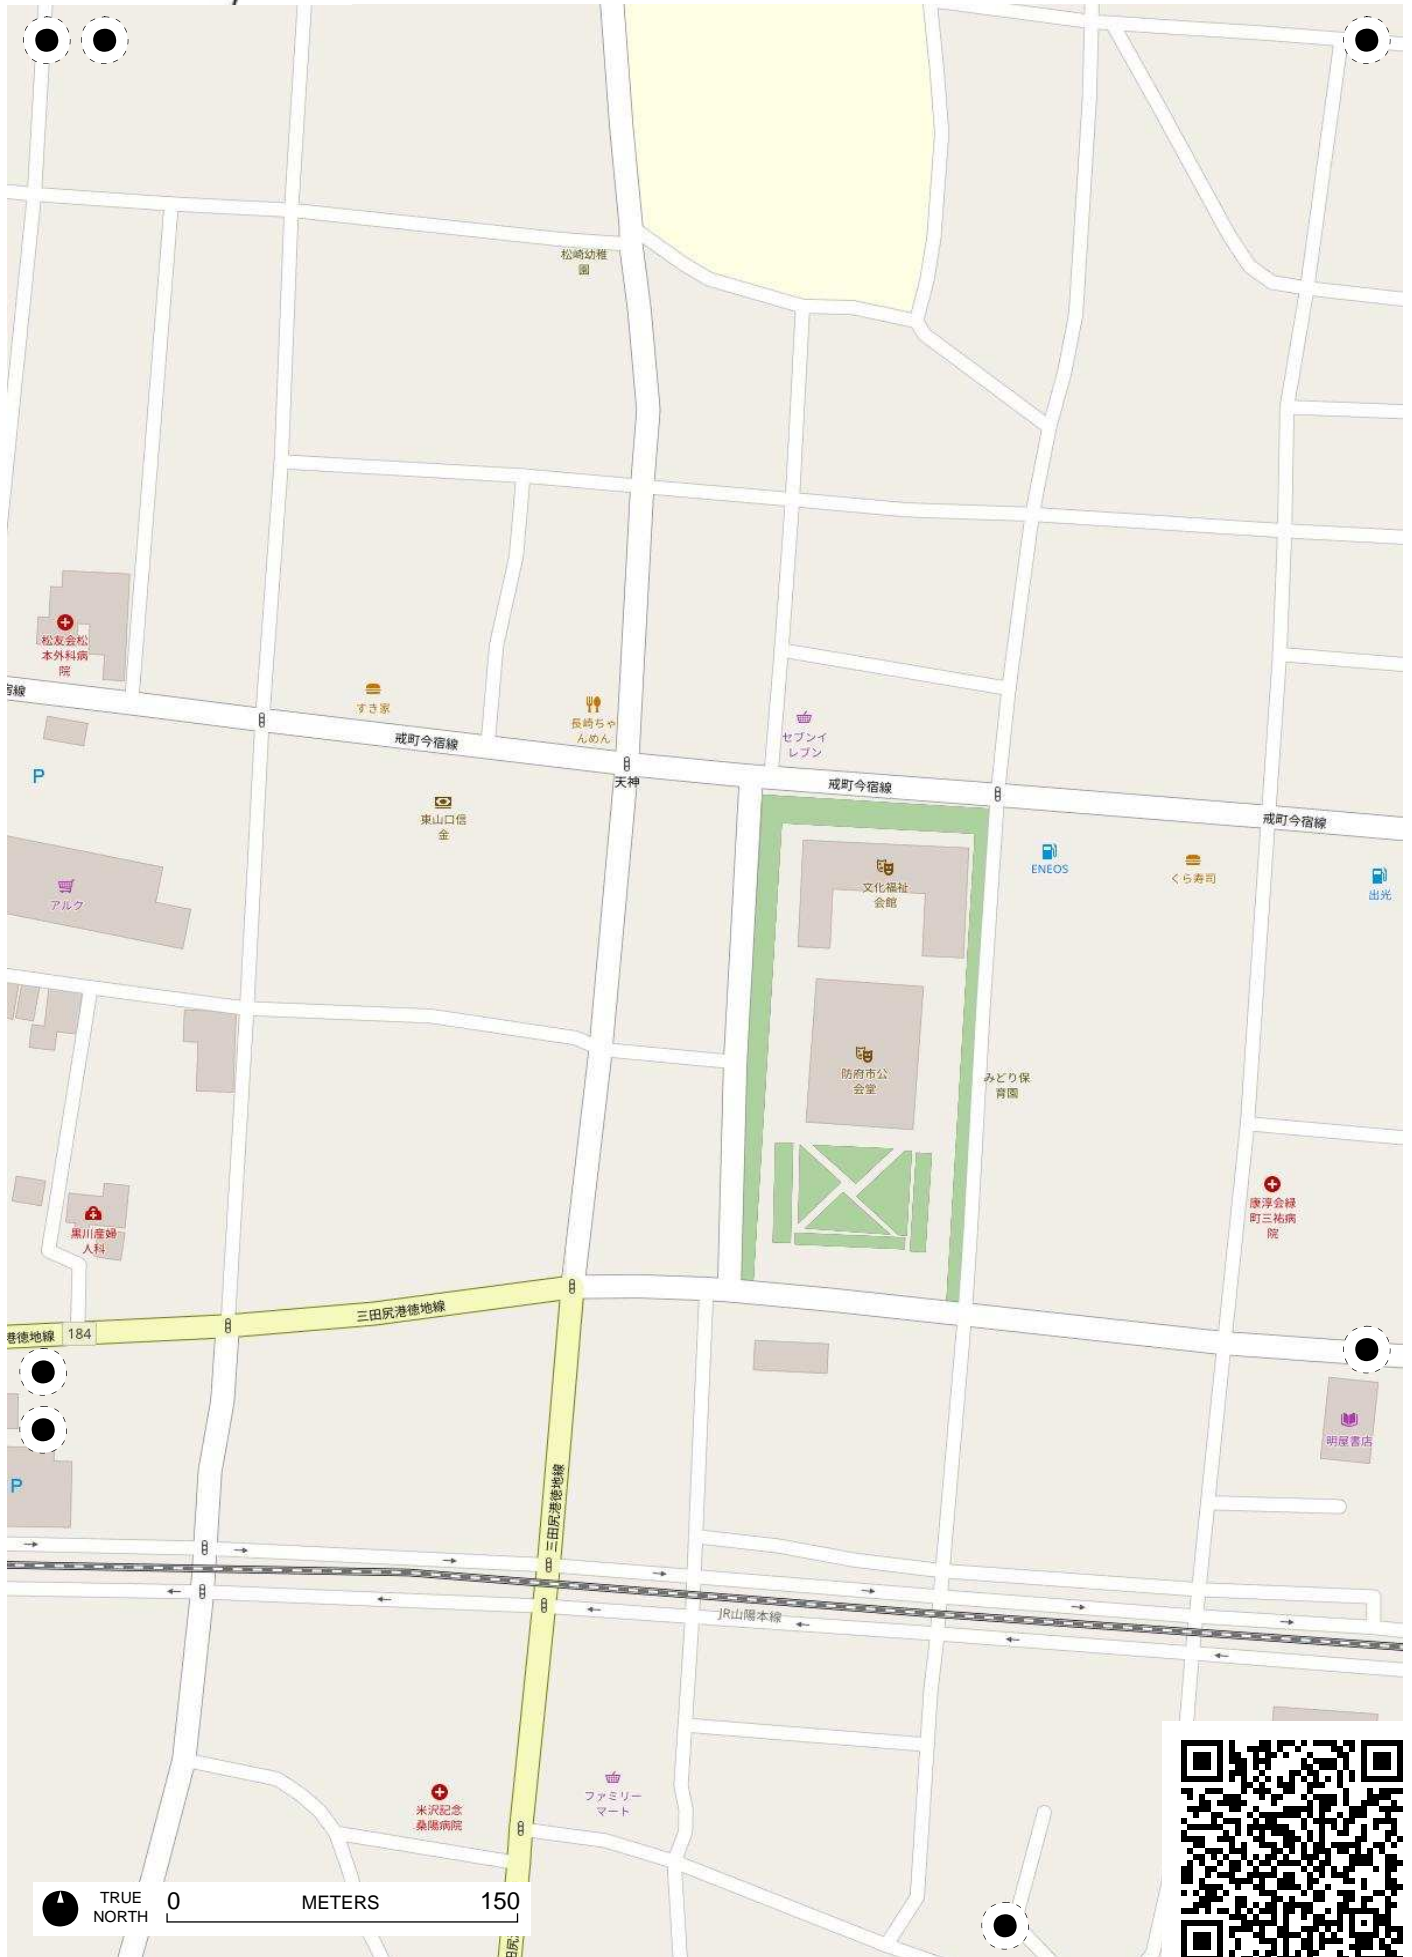 松崎幼稚
園
松友会松
本外科病
院
宿線
すき家
長崎ちゃ
んめん
セブンイ
レブン
戒町今宿線
天神
戒町今宿線
戒町今宿線
P
東山口信
金
アルク
文化福祉
会館
ENEOS
くら寿司
出光
防府市公
会堂
みどり保
育園
黒川産婦
人科
康淳会緑
町三祐病
院
三田尻港徳地線
港徳地線
184
明屋書店
P
三田尻港徳地線
JR山陽本線
米沢記念
桑陽病院
ファミリー
マート
TRUE
NORTH
0 METERS 150